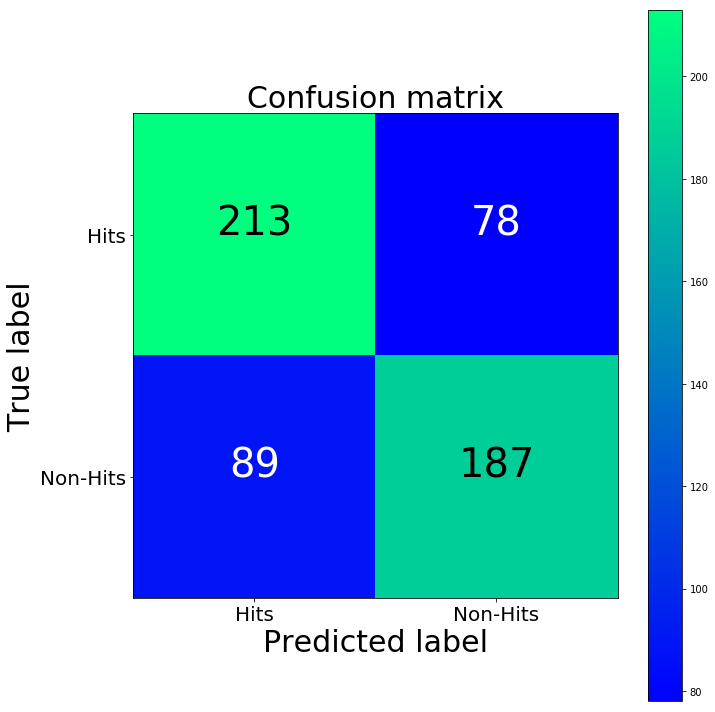 Confusion matrix
True label
Hits
213
78
Non-Hits
89
187
Hits
Non-Hits
Predicted label
200
180
160
140
120
100
80